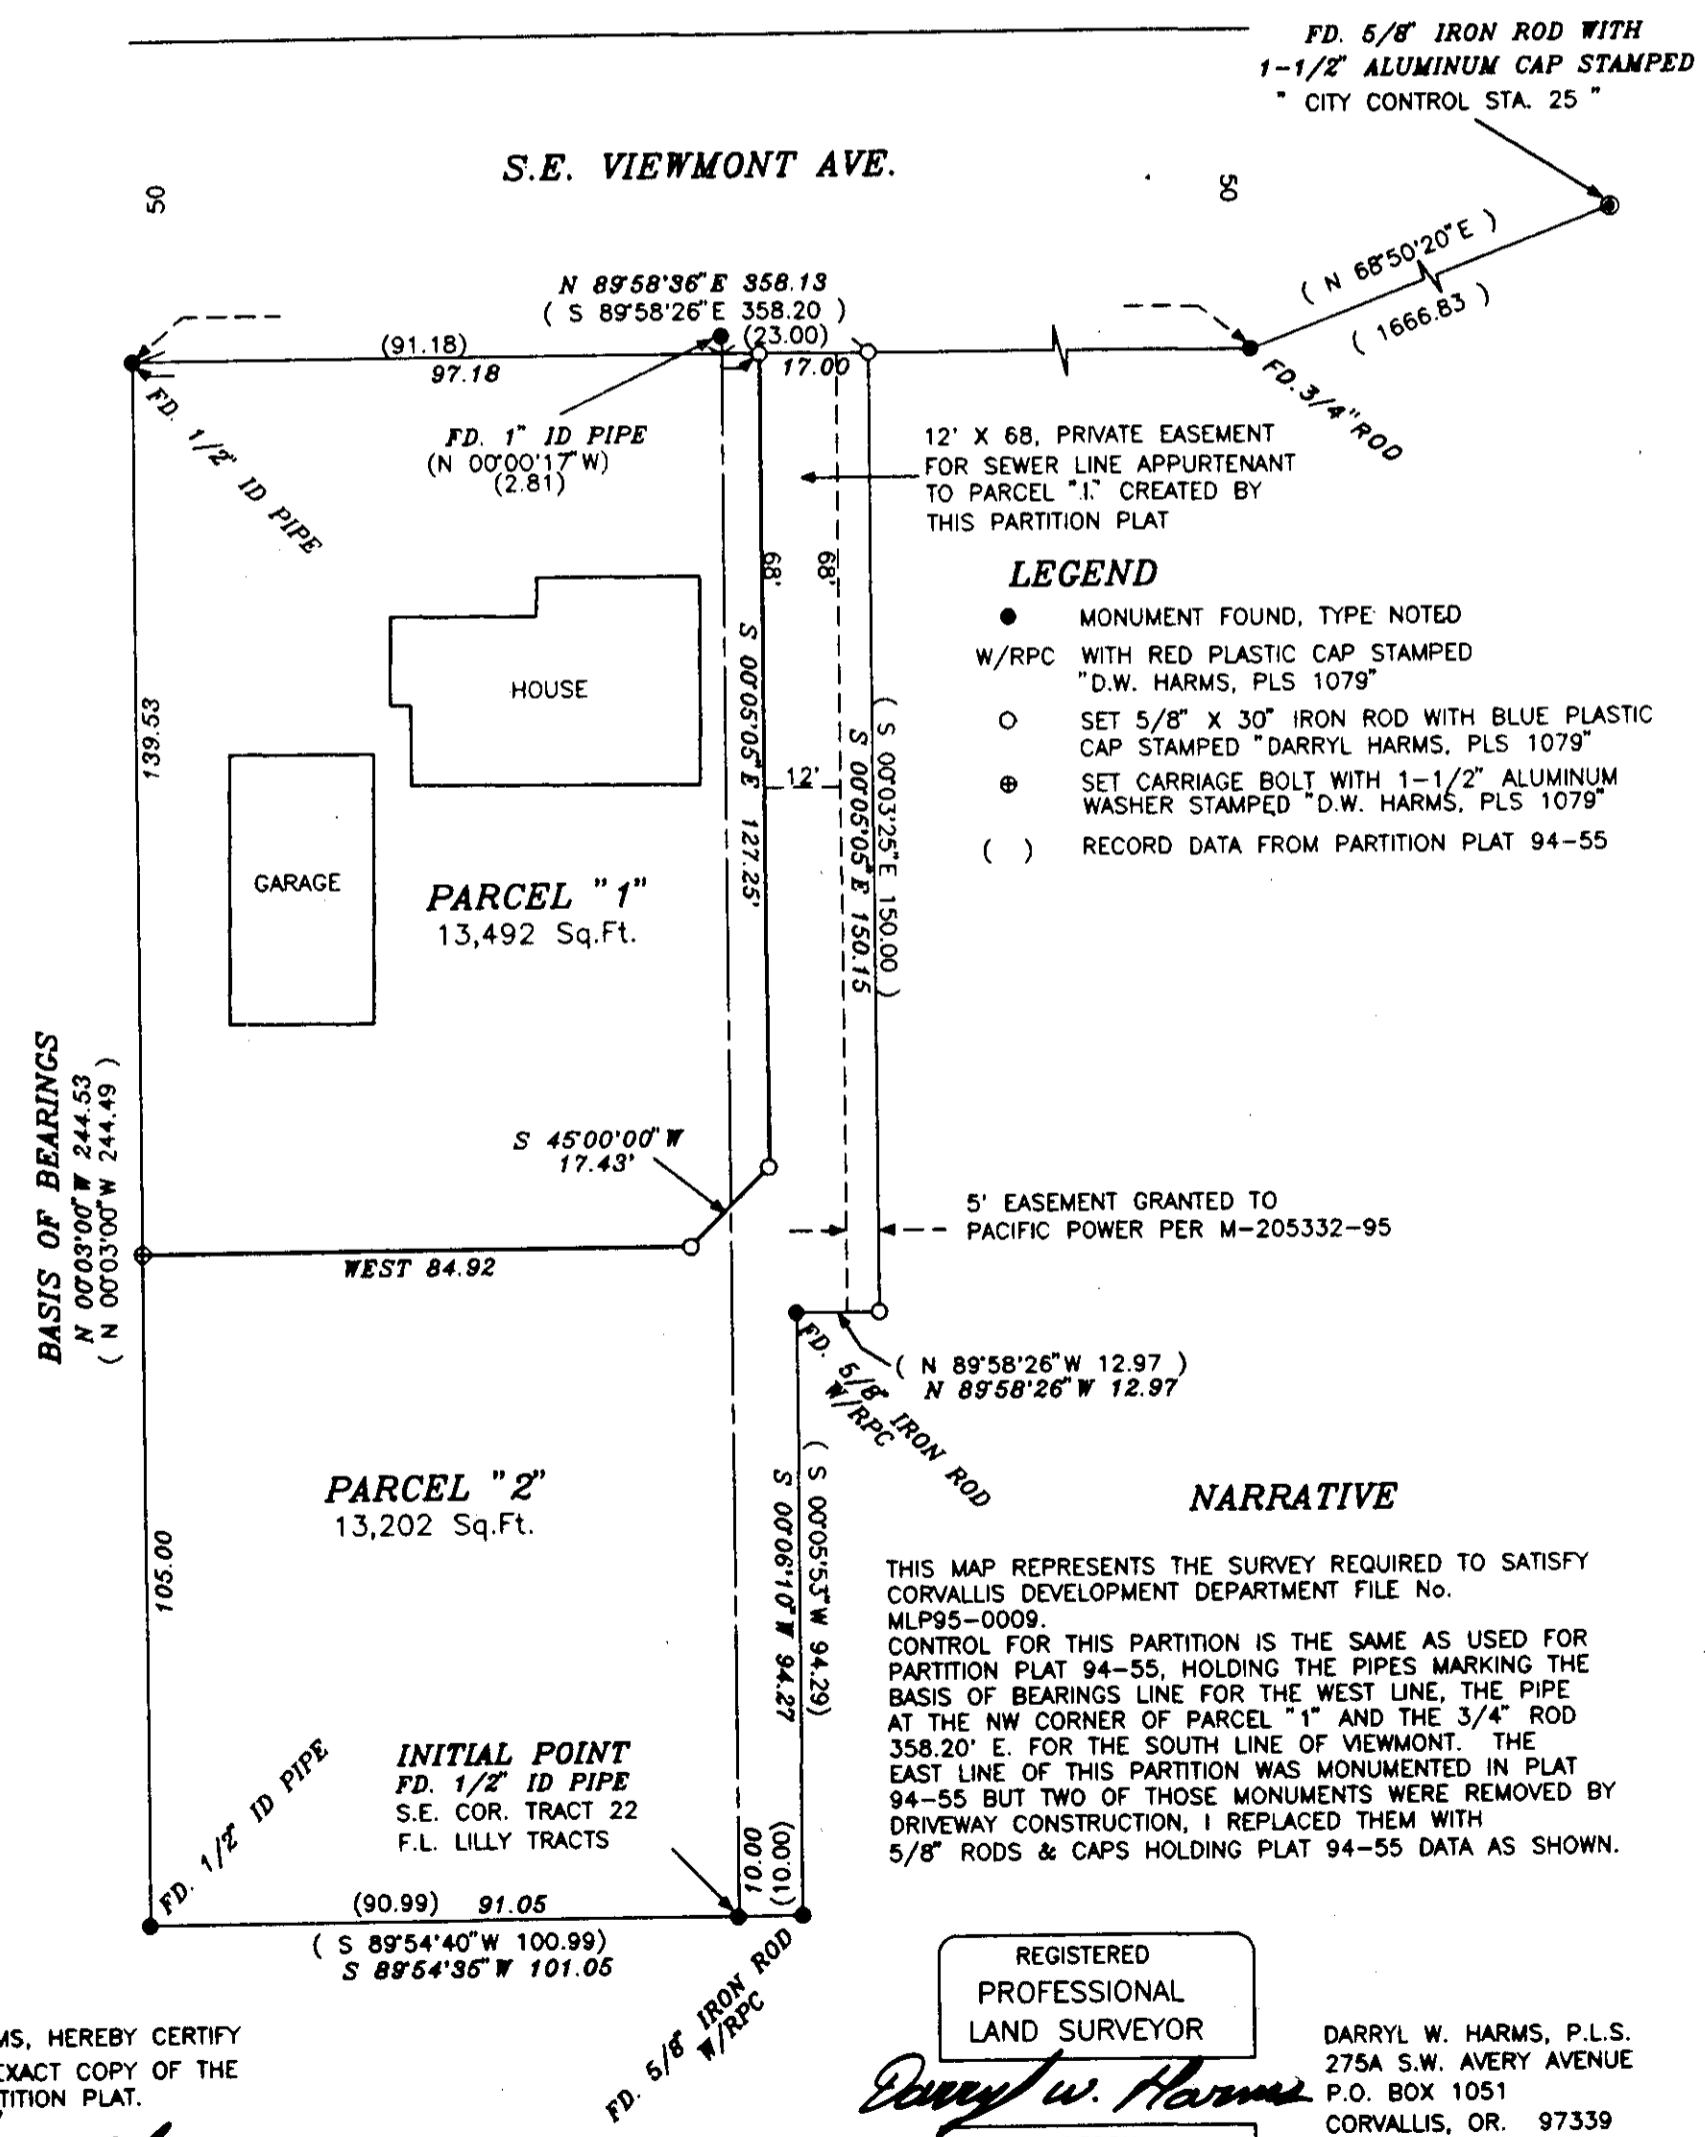 FD. 5/8" IRON ROD WITH
1-1/2" ALUMINUM CAP STAMPED
" CITY CONTROL STA. 25 "
S.E. VIEWMONT AVE.
50
50
( N 68°50'20"E )
( 1666.83 )
N 89°58'36"E 358.13
( S 89°58'26"E 358.20 )
(23.00)
(91.18)
97.18
17.00
FD. 1/2" ID PIPE
FD. 1" ID PIPE
(N 00°00'17"W)
(2.81)
FD. 3/4" ROD
12' X 68, PRIVATE EASEMENT
FOR SEWER LINE APPURTENANT
TO PARCEL "1." CREATED BY
THIS PARTITION PLAT
68'
68'
LEGEND
MONUMENT FOUND, TYPE NOTED
W/RPC WITH RED PLASTIC CAP STAMPED
"D.W. HARMS, PLS 1079"
SET 5/8" X 30" IRON ROD WITH BLUE PLASTIC
CAP STAMPED "DARRYL HARMS, PLS 1079"
SET CARRIAGE BOLT WITH 1-1/2" ALUMINUM
WASHER STAMPED "D.W. HARMS, PLS 1079"
( ) RECORD DATA FROM PARTITION PLAT 94-55
HOUSE
GARAGE
139.53
S 00°05'05"E 127.25'
12'
S 00°05'05"E 150.15
( S 00°03'25"E 150.00 )
PARCEL "1"
13,492 Sq.Ft.
BASIS OF BEARINGS
N 00°03'00"W 244.53
( N 00°03'00"W 244.49 )
S 45°00'00"W
17.43'
WEST 84.92
5' EASEMENT GRANTED TO
PACIFIC POWER PER M-205332-95
FD. 5/8" IRON ROD
W/RPC
( N 89°58'26"W 12.97 )
N 89°58'26"W 12.97
PARCEL "2"
13,202 Sq.Ft.
105.00
S 00°06'10"W 94.27
( S 00°05'53"W 94.29)
NARRATIVE
THIS MAP REPRESENTS THE SURVEY REQUIRED TO SATISFY
CORVALLIS DEVELOPMENT DEPARTMENT FILE No.
MLP95-0009.
CONTROL FOR THIS PARTITION IS THE SAME AS USED FOR
PARTITION PLAT 94-55, HOLDING THE PIPES MARKING THE
BASIS OF BEARINGS LINE FOR THE WEST LINE, THE PIPE
AT THE NW CORNER OF PARCEL "1" AND THE 3/4" ROD
358.20' E. FOR THE SOUTH LINE OF VIEWMONT. THE
EAST LINE OF THIS PARTITION WAS MONUMENTED IN PLAT
94-55 BUT TWO OF THOSE MONUMENTS WERE REMOVED BY
DRIVEWAY CONSTRUCTION, I REPLACED THEM WITH
5/8" RODS & CAPS HOLDING PLAT 94-55 DATA AS SHOWN.
FD. 1/2" ID PIPE
INITIAL POINT
FD. 1/2" ID PIPE
S.E. COR. TRACT 22
F.L. LILLY TRACTS
10.00
(10.00)
(90.99) 91.05
( S 89°54'40"W 100.99)
S 89°54'35"W 101.05
FD. 5/8" IRON ROD
W/RPC
MS, HEREBY CERTIFY
EXACT COPY OF THE
TITION PLAT.
REGISTERED
PROFESSIONAL
LAND SURVEYOR
Darryl W. Harms
DARRYL W. HARMS, P.L.S.
275A S.W. AVERY AVENUE
P.O. BOX 1051
CORVALLIS, OR. 97339